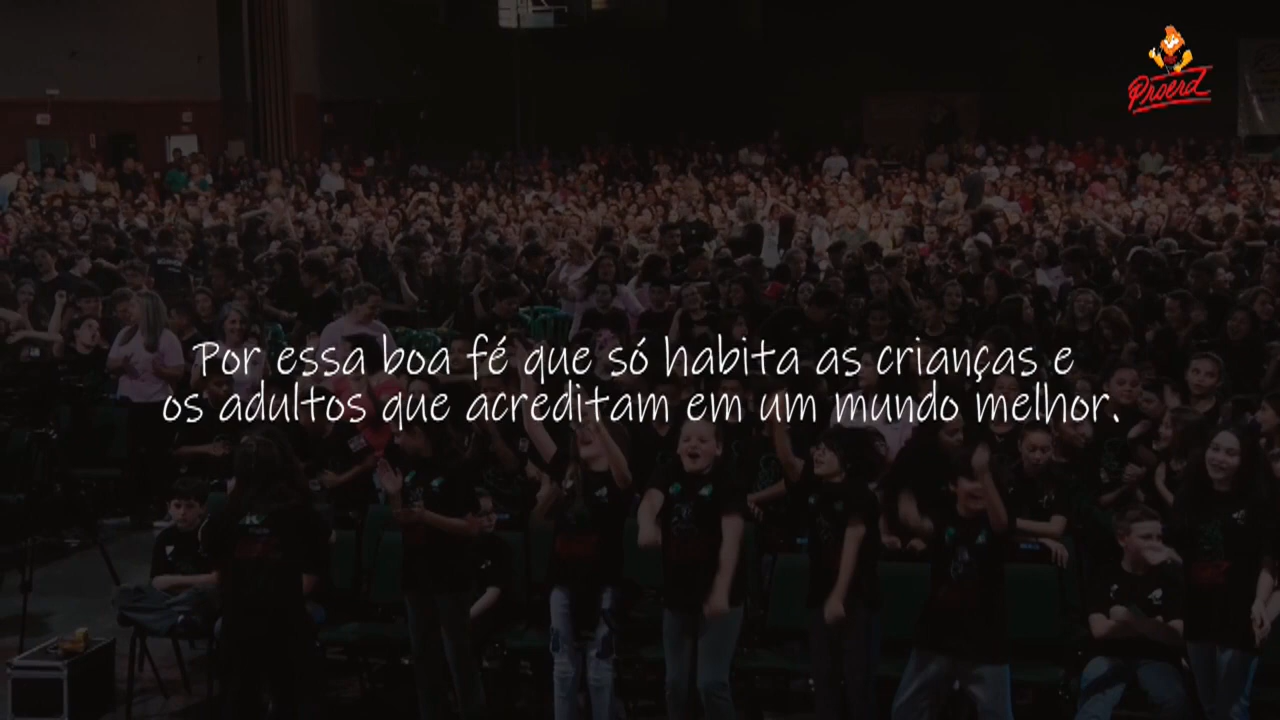 Proerd
Por essa boa fé que só habita as crianças e
os adultos que acreditam em um mundo melhor.